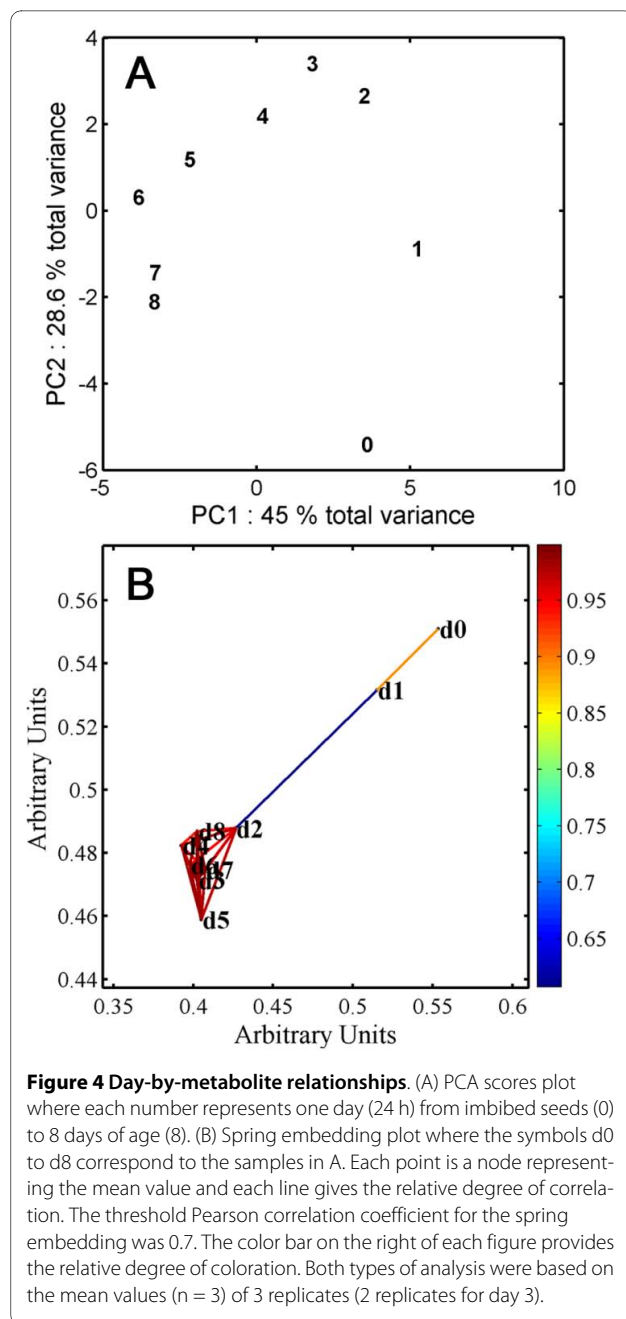 A
4
2
0
-2
-4
-6
PC2 : 28.6 % total variance
3
2
4
5
6
1
7
8
0
-5 0 5 10
PC1 : 45 % total variance
B
0.56
0.54
0.52
0.5
0.48
0.46
0.44
Arbitrary Units
d0
d1
d2
d8
d4
d6
d7
d3
d5
0.35 0.4 0.45 0.5 0.55 0.6
Arbitrary Units
0.95
0.9
0.85
0.8
0.75
0.7
0.65
Figure 4 Day-by-metabolite relationships. (A) PCA scores plot
where each number represents one day (24 h) from imbibed seeds (0)
to 8 days of age (8). (B) Spring embedding plot where the symbols d0
to d8 correspond to the samples in A. Each point is a node represent-
ing the mean value and each line gives the relative degree of correla-
tion. The threshold Pearson correlation coefficient for the spring
embedding was 0.7. The color bar on the right of each figure provides
the relative degree of coloration. Both types of analysis were based on
the mean values (n = 3) of 3 replicates (2 replicates for day 3).